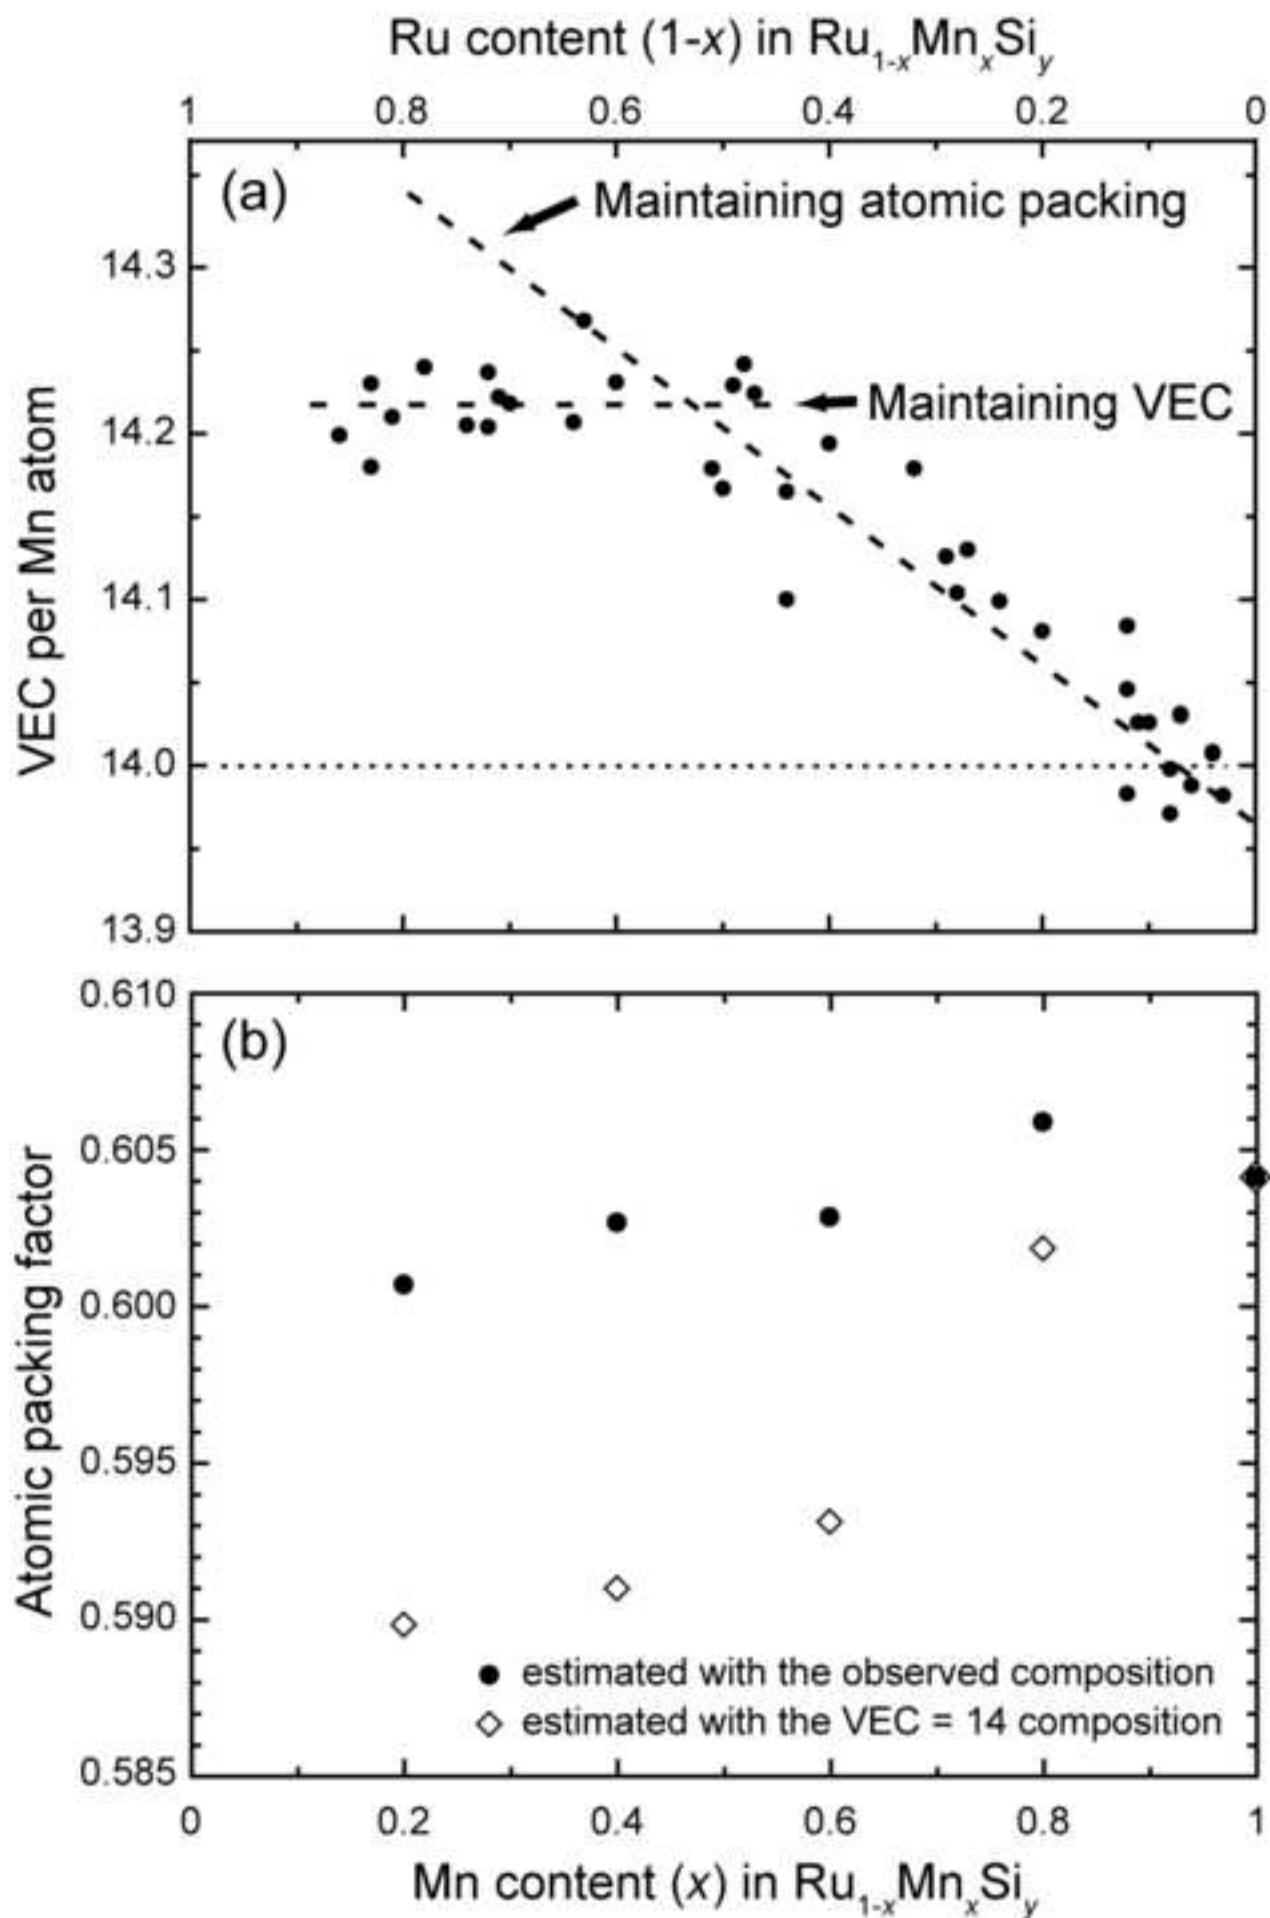 Ru content (1-x) in Ru1-xMnxSiy
1 0.8 0.6 0.4 0.2 0
(a)
Maintaining atomic packing
Maintaining VEC
14.3
14.2
14.1
14.0
13.9
VEC per Mn atom
(b)
0.610
0.605
0.600
0.595
0.590
0.585
Atomic packing factor
estimated with the observed composition
estimated with the VEC = 14 composition
0 0.2 0.4 0.6 0.8 1
Mn content (x) in Ru1-xMnxSiy